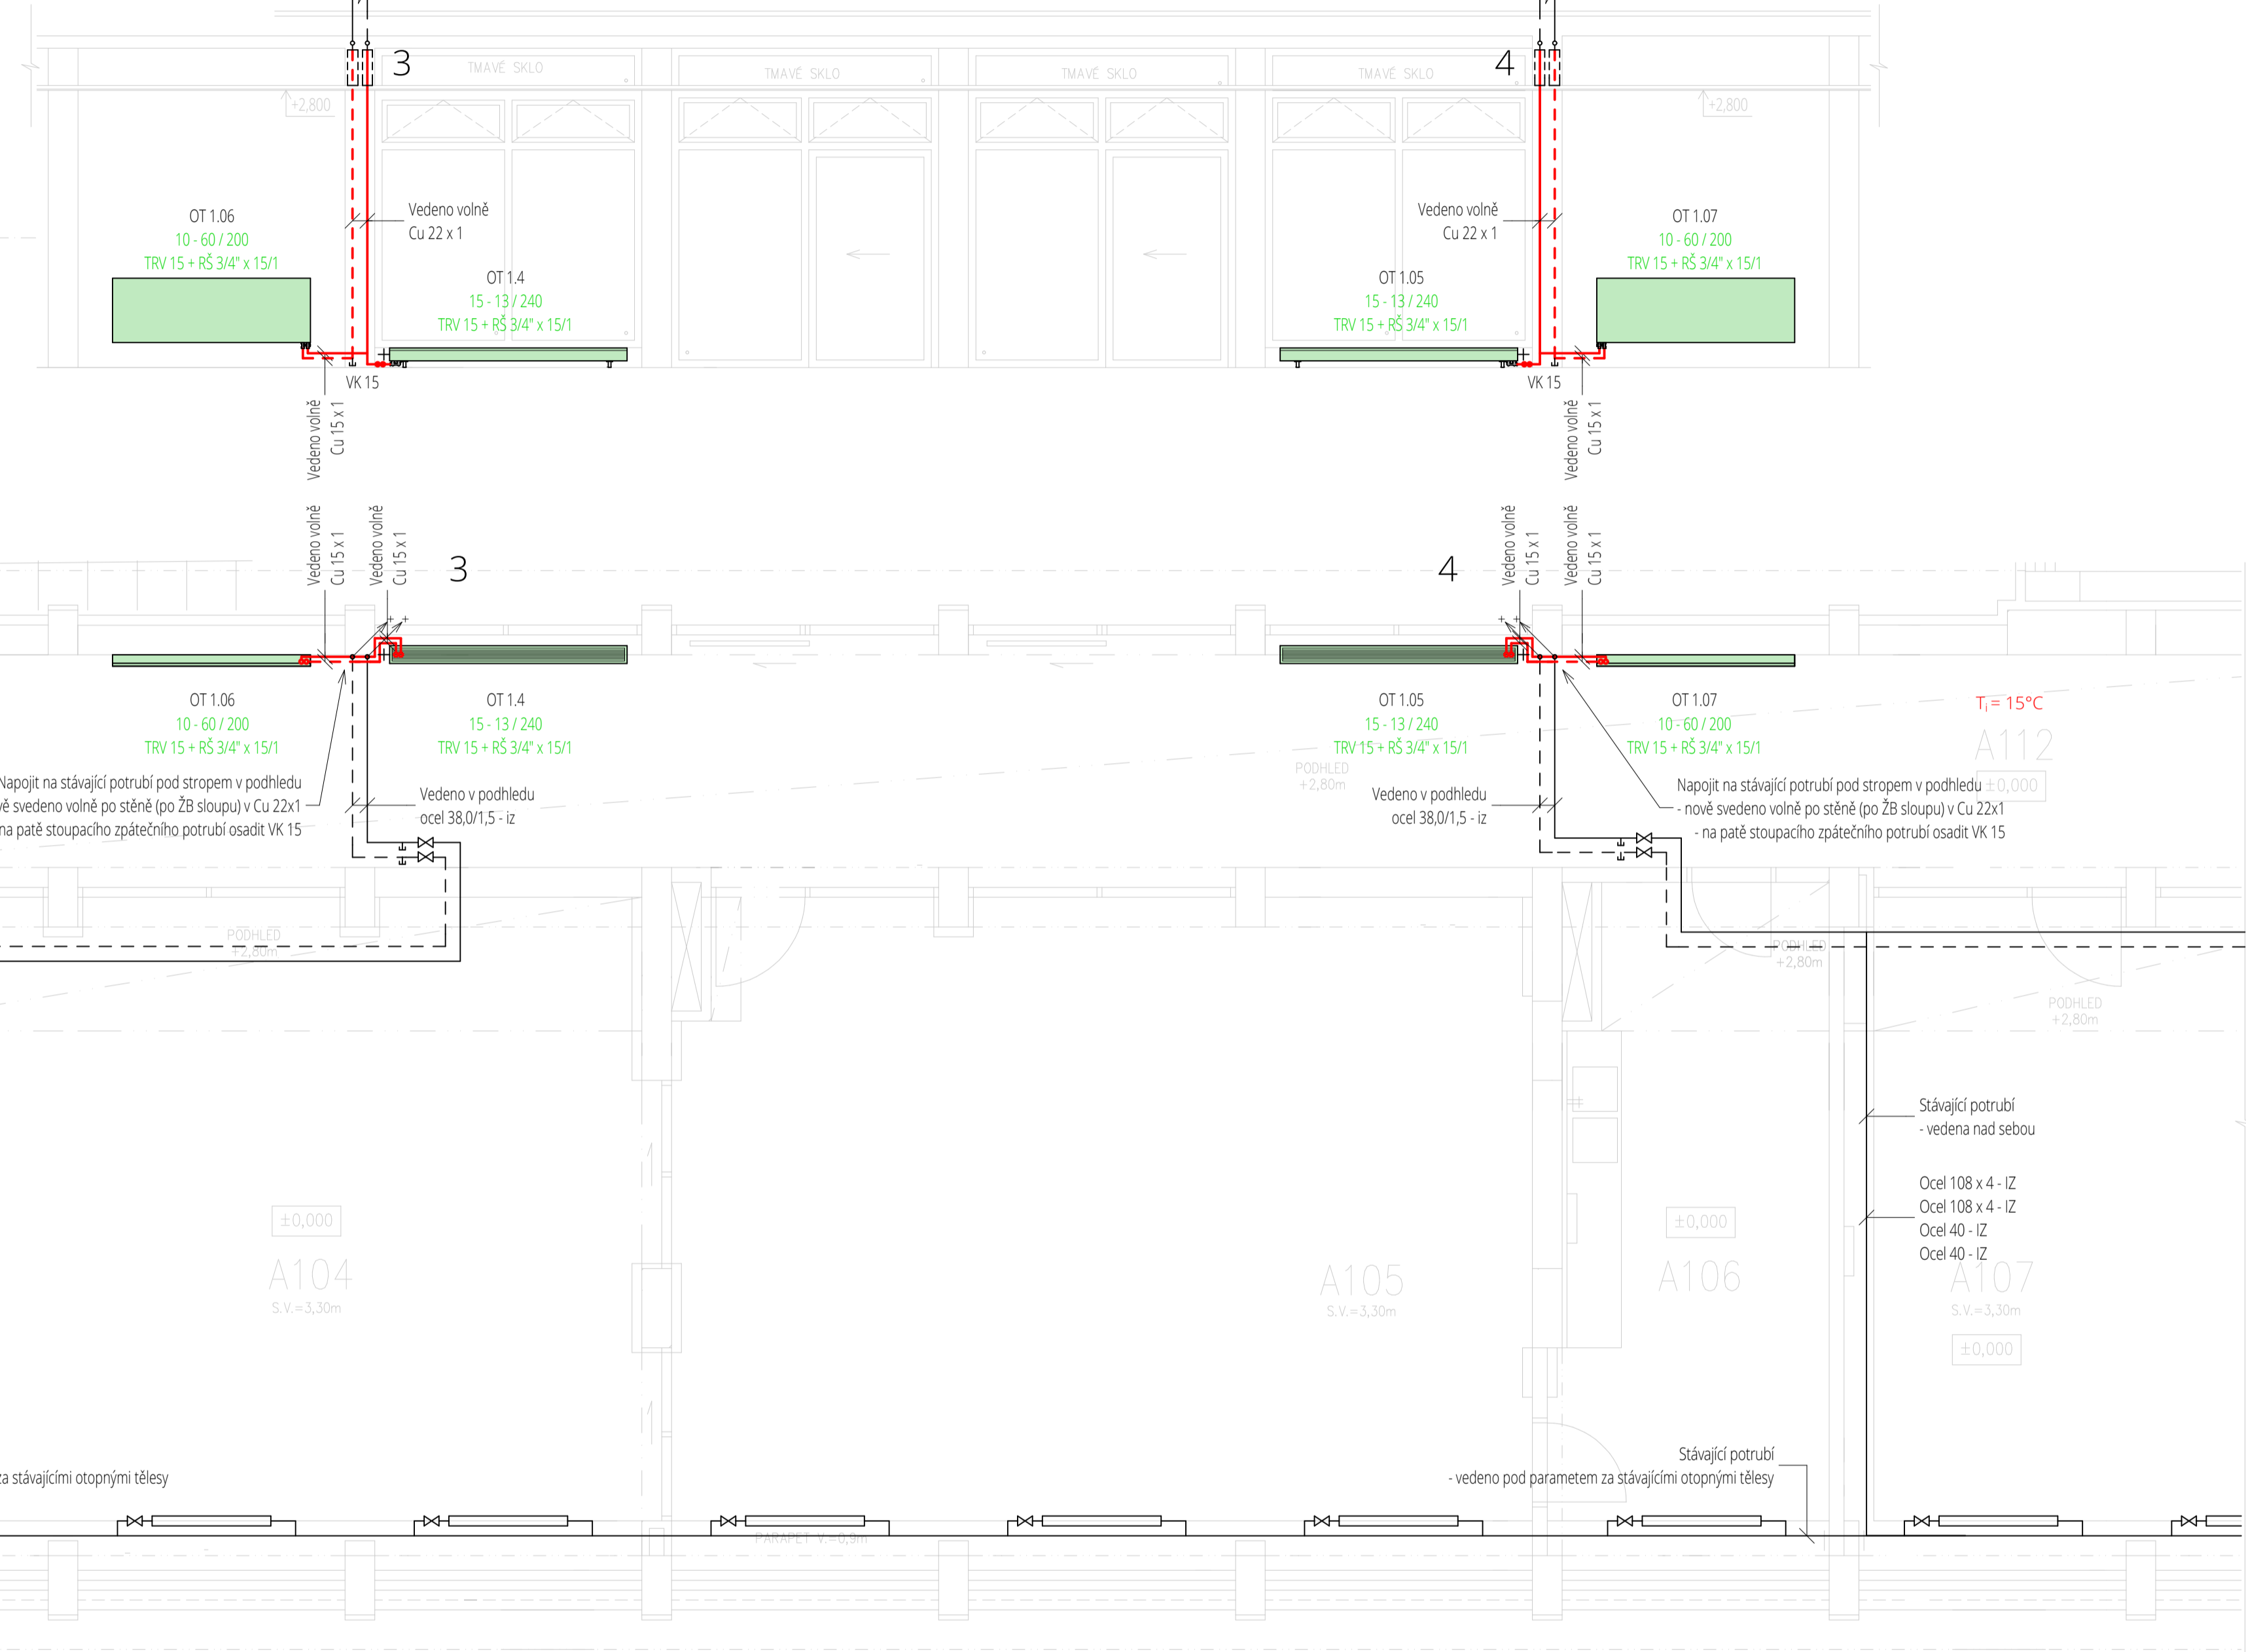 3
TMAVÉ SKLO
TMAVÉ SKLO
TMAVÉ SKLO
TMAVÉ SKLO
4
+2,800
+2,800
OT 1.06
10 - 60 / 200
TRV 15 + RŠ 3/4" x 15/1
Vedeno volně
Cu 22 x 1
OT 1.4
15 - 13 / 240
TRV 15 + RŠ 3/4" x 15/1
Vedeno volně
Cu 22 x 1
OT 1.05
15 - 13 / 240
TRV 15 + RŠ 3/4" x 15/1
OT 1.07
10 - 60 / 200
TRV 15 + RŠ 3/4" x 15/1
VK 15
VK 15
Vedeno volně
Cu 15 x 1
Vedeno volně
Cu 15 x 1
Vedeno volně
Cu 15 x 1
Vedeno volně
Cu 15 x 1
3
4
Vedeno volně
Cu 15 x 1
Vedeno volně
Cu 15 x 1
OT 1.06
10 - 60 / 200
TRV 15 + RŠ 3/4" x 15/1
OT 1.4
15 - 13 / 240
TRV 15 + RŠ 3/4" x 15/1
OT 1.05
15 - 13 / 240
TRV 15 + RŠ 3/4" x 15/1
OT 1.07
10 - 60 / 200
TRV 15 + RŠ 3/4" x 15/1
Ti = 15°C
A112
±0,000
Napojit na stávající potrubí pod stropem v podhledu
ě svedeno volně po stěně (po ŽB sloupu) v Cu 22x1
na patě stoupacího zpátečního potrubí osadit VK 15
Vedeno v podhledu
ocel 38,0/1,5 - iz
PODHLED
+2,80m
Vedeno v podhledu
ocel 38,0/1,5 - iz
Napojit na stávající potrubí pod stropem v podhledu
- nově svedeno volně po stěně (po ŽB sloupu) v Cu 22x1
- na patě stoupacího zpátečního potrubí osadit VK 15
PODHLED
+2,80m
PODHLED
+2,80m
PODHLED
+2,80m
Stávající potrubí
- vedena nad sebou
Ocel 108 x 4 - IZ
Ocel 108 x 4 - IZ
Ocel 40 - IZ
Ocel 40 - IZ
±0,000
A104
S.V.=3,30m
A105
S.V.=3,30m
±0,000
A106
A107
S.V.=3,30m
±0,000
za stávajícími otopnými tělesy
Stávající potrubí
- vedeno pod parametem za stávajícími otopnými tělesy
PARAPET V.=0,9m